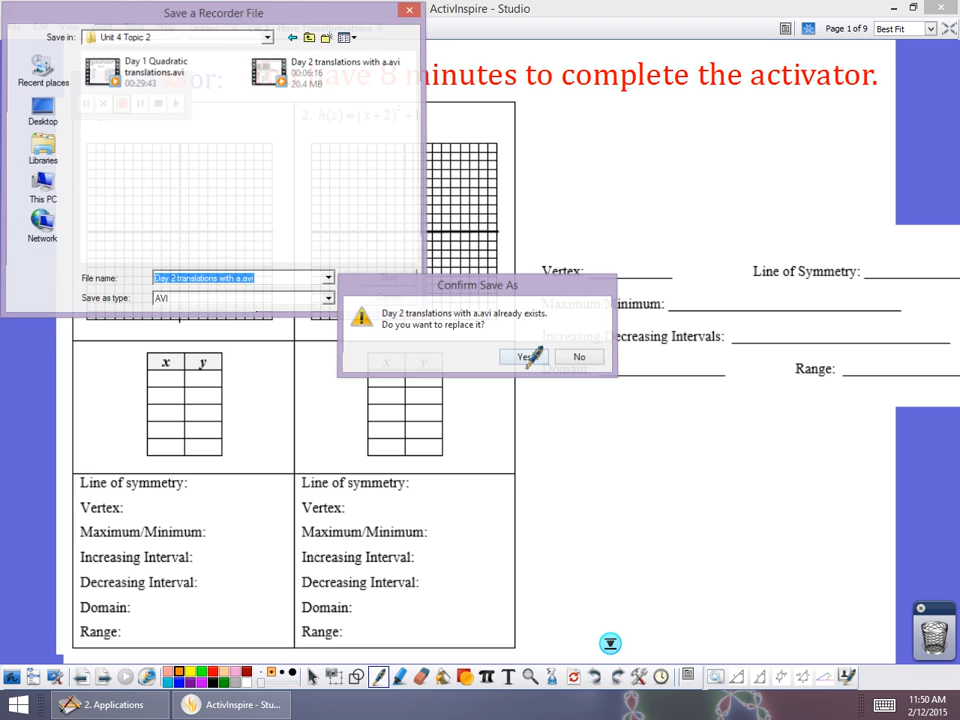 Save a Recorder File
ActivInspire - Studio
Save in:
Unit 4 Topic 2
Page 1 of 9
Best Fit
Recent places
Desktop
Libraries
This PC
Network
Day 1 Quadratic
translations.avi
00:29:43
Day 2 translations with a.avi
00:06:16
20.4 MB
minutes to complete the activator.
2. h(x) = (x + 2)² +
File name:
Day 2 translations with a.avi
Save as type:
AVI
Confirm Save As
Day 2 translations with a.avi already exists.
Do you want to replace it?
Yes
No
Vertex:
Line of Symmetry:
Maximum/Minimum:
Increasing/Decreasing Intervals:
Domain:
Range:
x y
x y
Line of symmetry:
Vertex:
Maximum/Minimum:
Increasing Interval:
Decreasing Interval:
Domain:
Range:
Line of symmetry:
Vertex:
Maximum/Minimum:
Increasing Interval:
Decreasing Interval:
Domain:
Range:
2. Applications
ActivInspire - Stu...
11:50 AM
2/12/2015